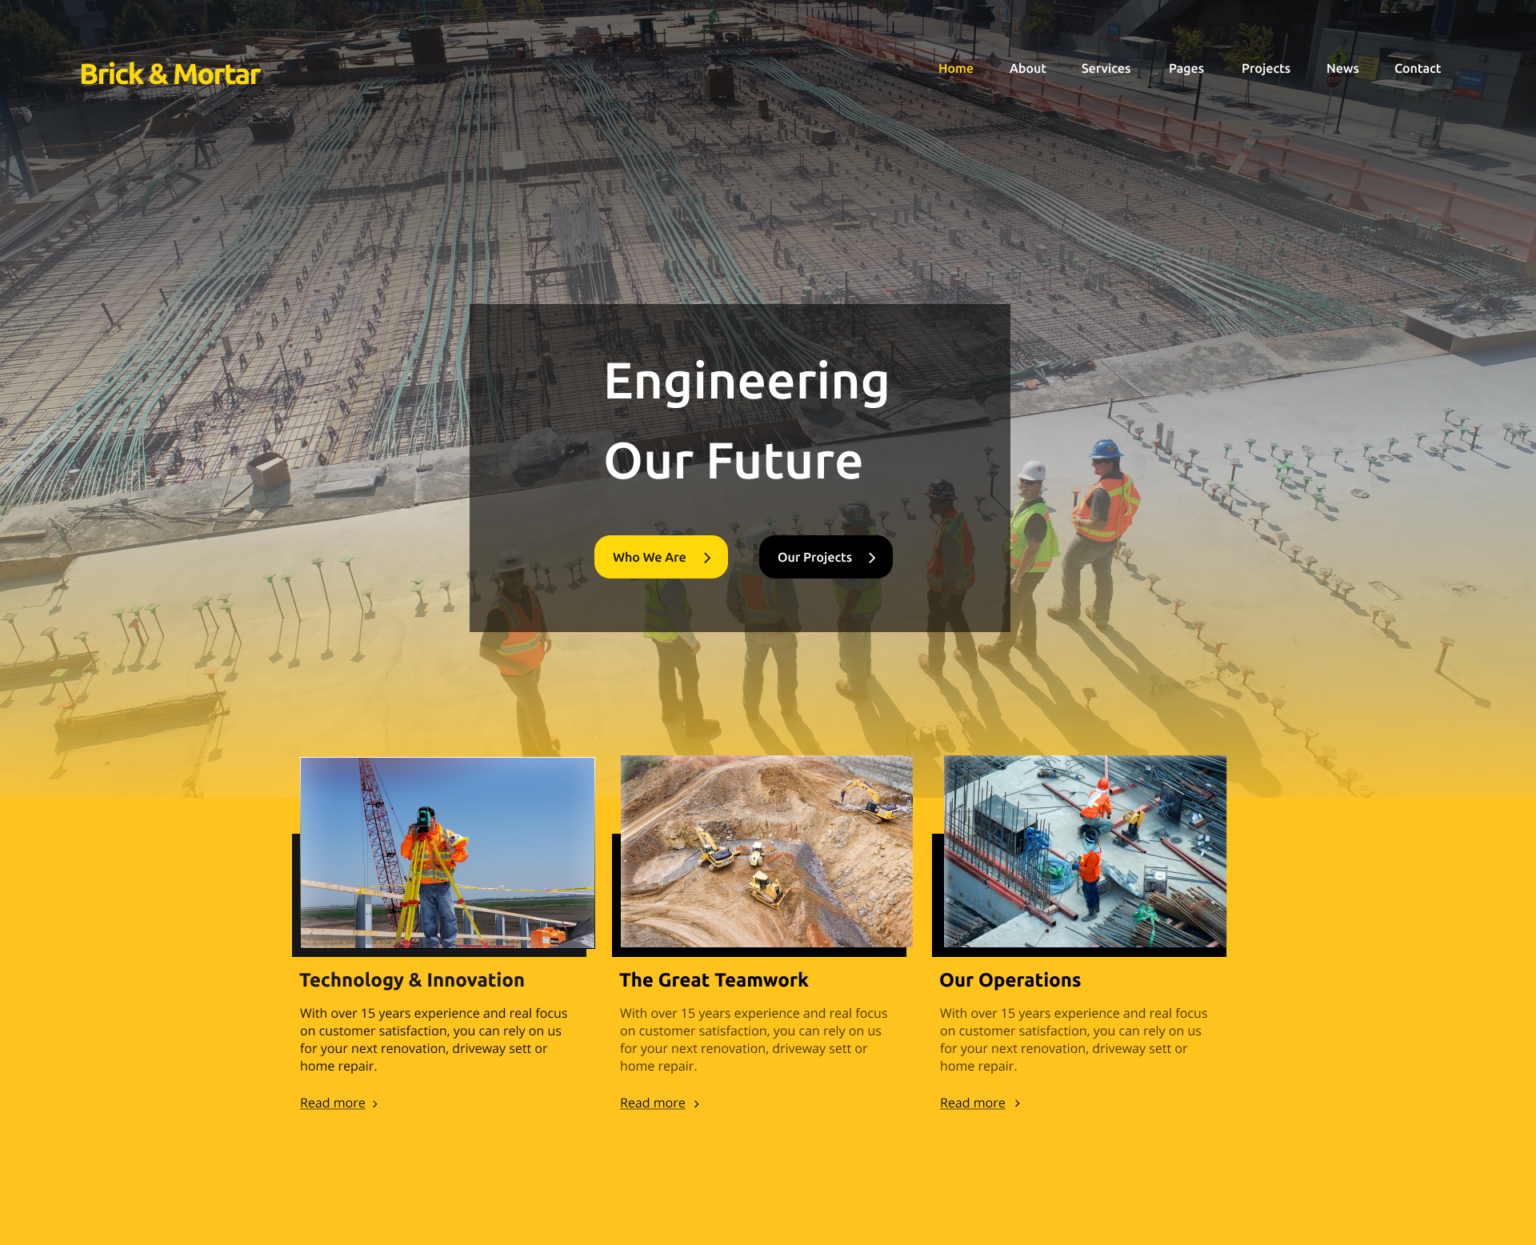 Brick & Mortar
Home About Services Pages Projects News Contact
Engineering
Our Future
Who We Are
Our Projects
Technology & Innovation
With over 15 years experience and real focus
on customer satisfaction, you can rely on us
for your next renovation, driveway sett or
home repair.
Read more
The Great Teamwork
With over 15 years experience and real focus
on customer satisfaction, you can rely on us
for your next renovation, driveway sett or
home repair.
Read more
Our Operations
With over 15 years experience and real focus
on customer satisfaction, you can rely on us
for your next renovation, driveway sett or
home repair.
Read more